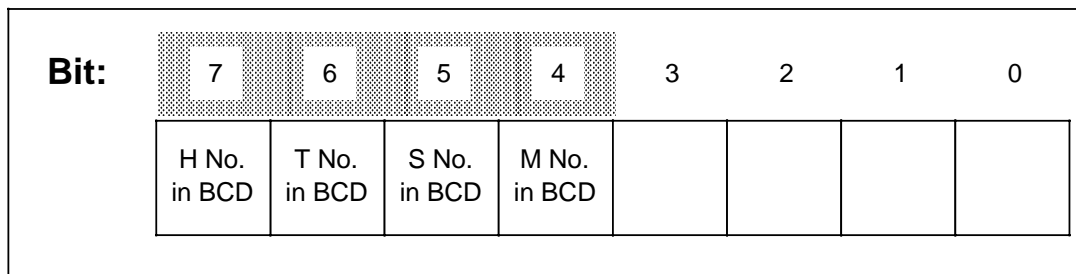 Bit: 7 6 5 4 3 2 1 0
H No. T No. S No. M No.
in BCD in BCD in BCD in BCD